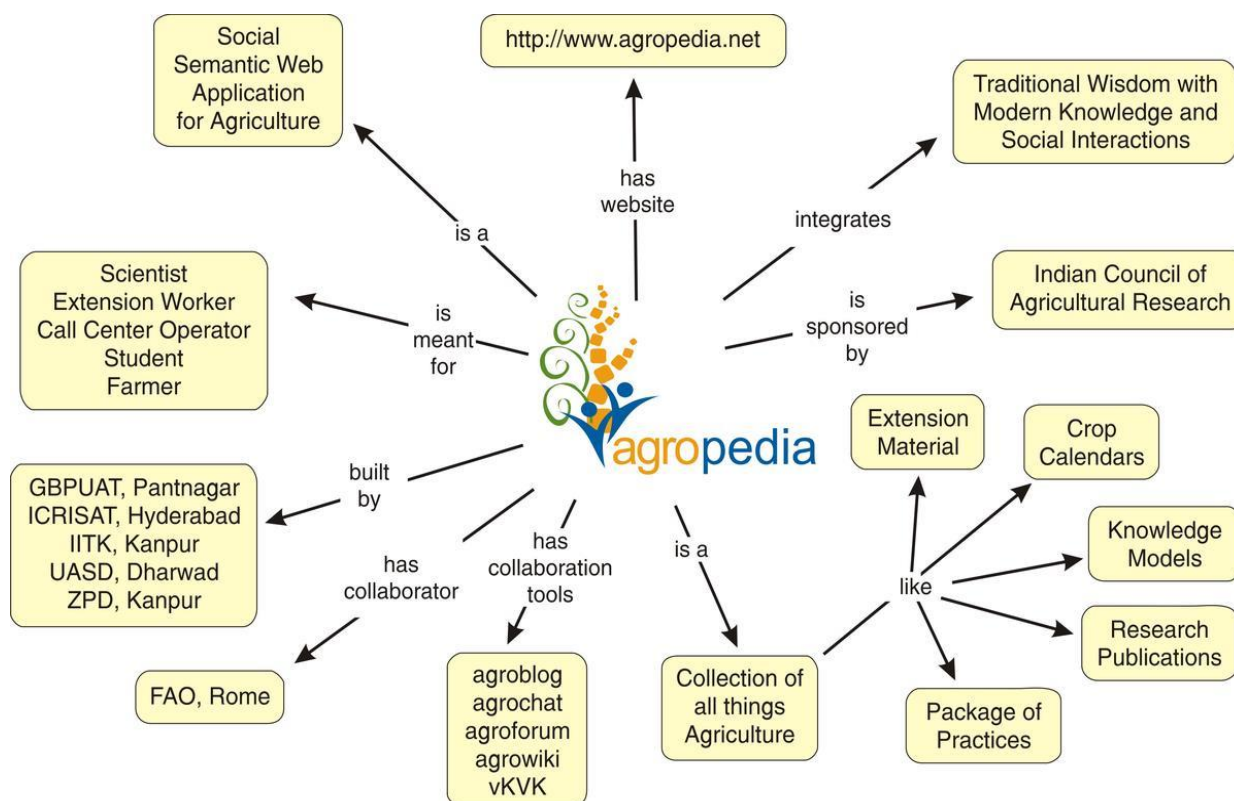 Social
Semantic Web
Application
for Agriculture
http://www.agropedia.net
Traditional Wisdom with
Modern Knowledge and
Social Interactions
is a
has
website
integrates
Scientist
Extension Worker
Call Center Operator
Student
Farmer
is
meant
for
is
sponsored
by
Indian Council of
Agricultural Research
agropedia
Extension
Material
Crop
Calendars
GBPUAT, Pantnagar
ICRISAT, Hyderabad
IITK, Kanpur
UASD, Dharwad
ZPD, Kanpur
built
by
has
collaborator
has
collaboration
tools
is a
like
Knowledge
Models
Research
Publications
FAO, Rome
agroblog
agrochat
agroforum
agrowiki
vKVK
Collection of
all things
Agriculture
Package of
Practices